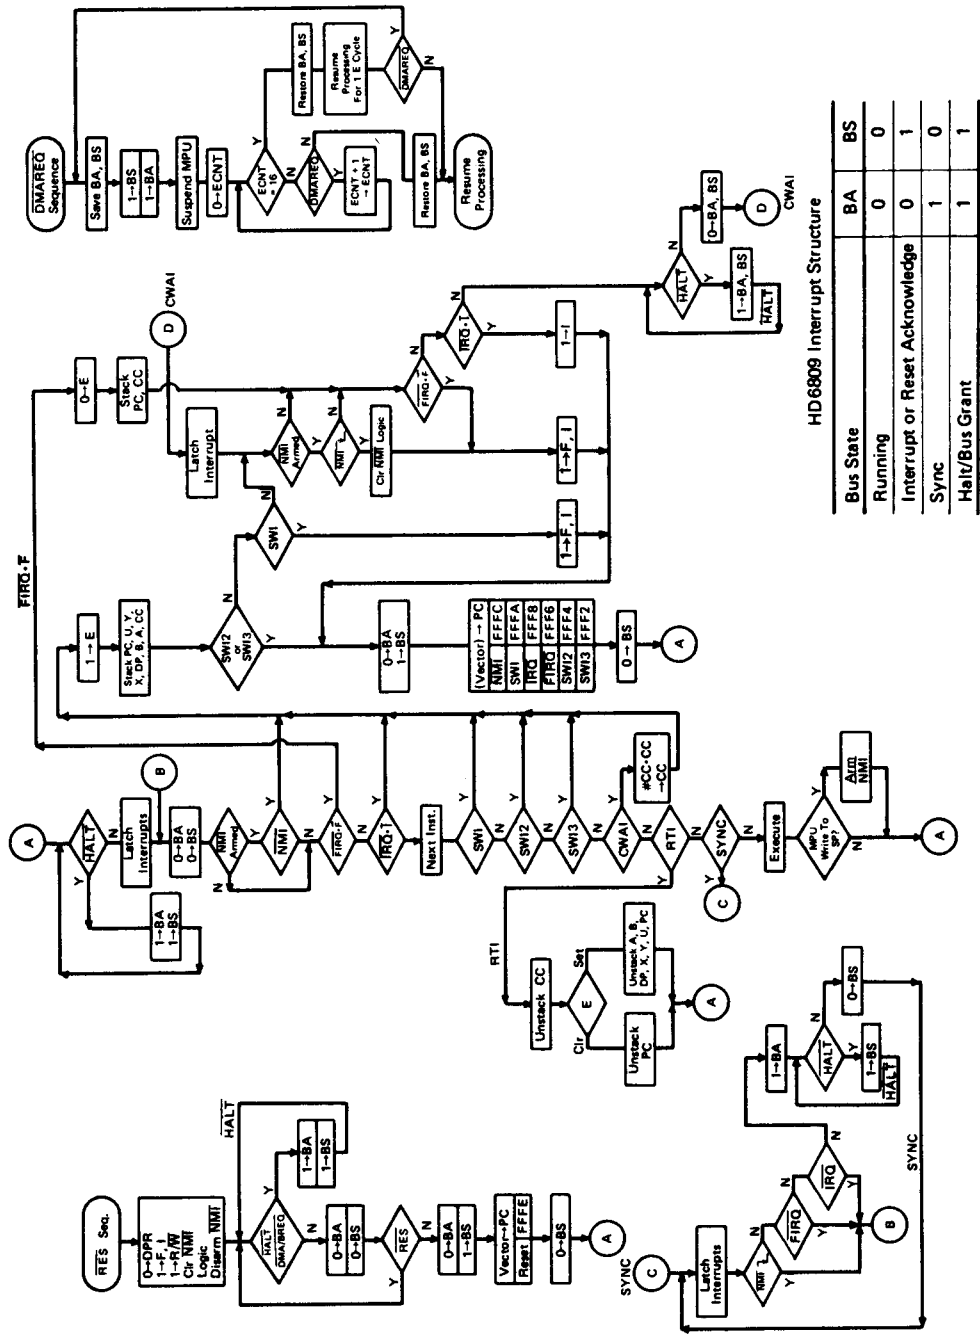 DMAREQ
Sequence
Save BA, BS
1→BS
1→BA
Suspend MPU
0→ECNT
ECNT
= 16
Y
N
Restore BA, BS
Resume
Processing
For 1 E Cycle
DMAREQ
Y
N
DMAREQ
N
Y
ECNT + 1
→ ECNT
Restore BA, BS
Resume
Processing
FIRQ·F
0→E
Stack
PC, CC
D
CWAI
Latch
Interrupt
NMI
Armed
N
Y
NMI
N
Y
Clr NMI Logic
FIRQ·F
N
Y
IRQ·I
N
Y
1→I
1→F, I
1→F, I
HALT
N
Y
0→BA, BS
1→BA, BS
HALT
D
CWAI
1→E
Stack PC, U, Y,
X, DP, B, A, CC
SWI2
or
SWI3
N
Y
SWI
N
Y
0→BA
1→BS
(Vector) → PC
NMI FFFC
SWI FFFA
IRQ FFF8
FIRQ FFF6
SWI2 FFF4
SWI3 FFF2
0→BS
A
A
HALT
Y
N
1→BA
1→BS
Latch
Interrupts
B
0→BA
0→BS
NMI
Armed
N
Y
NMI
Y
N
FIRQ·F
Y
N
IRQ·I
Y
N
Next Inst.
SWI
Y
N
SWI2
Y
N
SWI3
Y
N
CWAI
Y
N
#CC·CC
→CC
RTI
Y
N
SYNC
Y
N
C
Execute
MPU
Write To
SP?
Y
N
Arm
NMI
A
RTI
Unstack CC
E
Clr
Set
Unstack
PC
Unstack A, B,
DP, X, Y, U, PC
A
RES Seq.
0→DPR
1→F, I
1→R/W
Clr NMI
Logic
Disarm NMI
HALT
HALT
DMA/BREQ
Y
N
1→BA
1→BS
0→BA
0→BS
RES
Y
N
0→BA
1→BS
Vector→PC
Reset FFFE
0→BS
A
SYNC
C
Latch
Interrupts
NMI
N
Y
FIRQ
N
Y
IRQ
N
Y
B
1→BA
HALT
N
Y
1→BS
HALT
0→BS
SYNC
HD6809 Interrupt Structure
Bus State BA BS
Running 0 0
Interrupt or Reset Acknowledge 0 1
Sync 1 0
Halt/Bus Grant 1 1